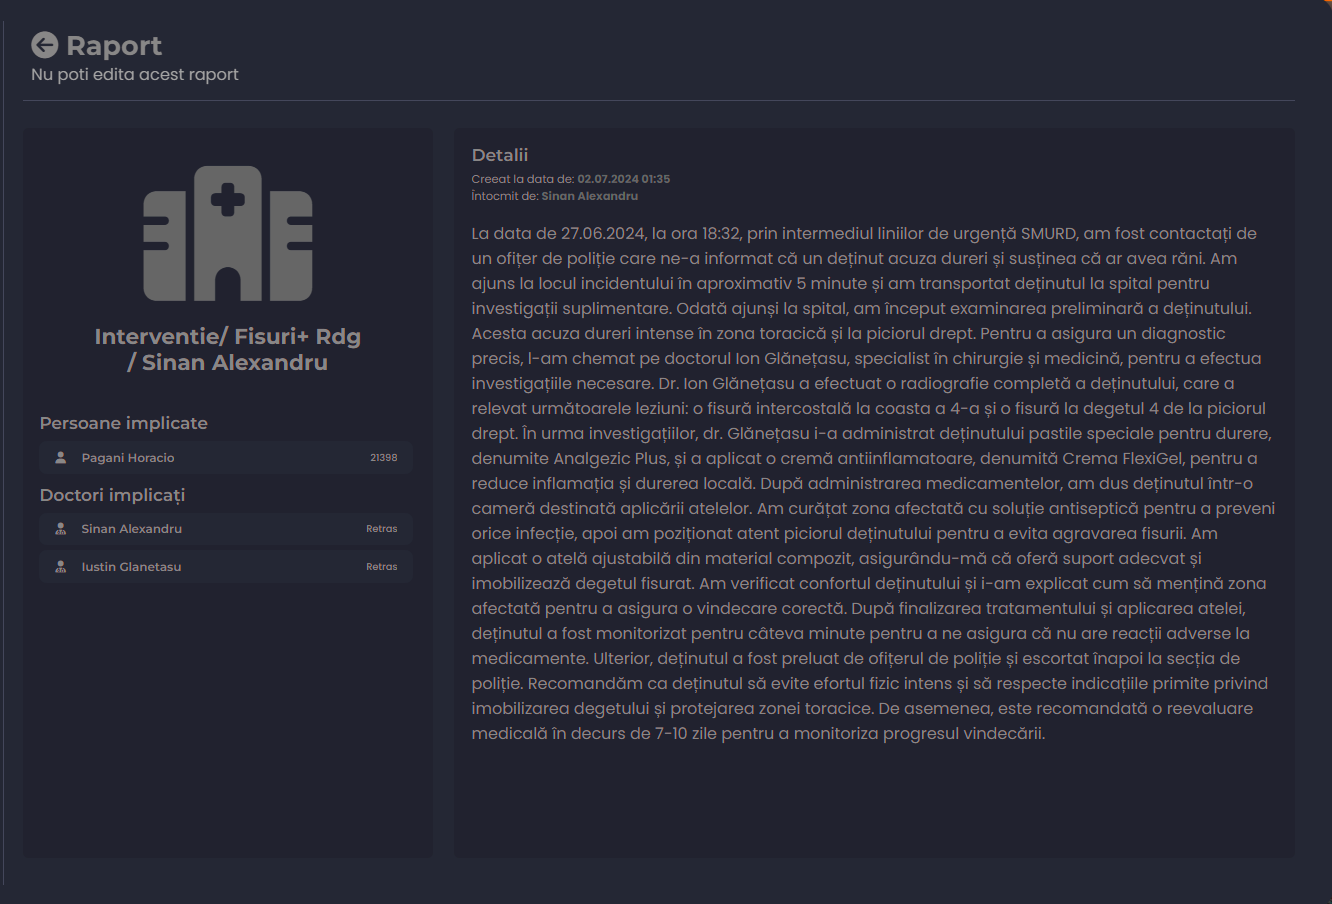 Raport
Nu poti edita acest raport
Interventie/ Fisuri+ Rdg
/ Sinan Alexandru
Persoane implicate
Pagani Horacio 21398
Doctori implicați
Sinan Alexandru Retras
Iustin Glanetasu Retras
Detalii
Creeat la data de: 02.07.2024 01:35
Întocmit de: Sinan Alexandru
La data de 27.06.2024, la ora 18:32, prin intermediul liniilor de urgență SMURD, am fost contactați de
un ofițer de poliție care ne-a informat că un deținut acuza dureri și susținea că ar avea răni. Am
ajuns la locul incidentului în aproximativ 5 minute și am transportat deținutul la spital pentru
investigații suplimentare. Odată ajunși la spital, am început examinarea preliminară a deținutului.
Acesta acuza dureri intense în zona toracică și la piciorul drept. Pentru a asigura un diagnostic
precis, l-am chemat pe doctorul Ion Glănețasu, specialist în chirurgie și medicină, pentru a efectua
investigațiile necesare. Dr. Ion Glănețasu a efectuat o radiografie completă a deținutului, care a
relevat următoarele leziuni: o fisură intercostală la coasta a 4-a și o fisură la degetul 4 de la piciorul
drept. În urma investigațiilor, dr. Glănețasu i-a administrat deținutului pastile speciale pentru durere,
denumite Analgezic Plus, și a aplicat o cremă antiinflamatoare, denumită Crema FlexiGel, pentru a
reduce inflamația și durerea locală. După administrarea medicamentelor, am dus deținutul într-o
cameră destinată aplicării atelelor. Am curățat zona afectată cu soluție antiseptică pentru a preveni
orice infecție, apoi am poziționat atent piciorul deținutului pentru a evita agravarea fisurii. Am
aplicat o atelă ajustabilă din material compozit, asigurându-mă că oferă suport adecvat și
imobilizează degetul fisurat. Am verificat confortul deținutului și i-am explicat cum să mențină zona
afectată pentru a asigura o vindecare corectă. După finalizarea tratamentului și aplicarea atelei,
deținutul a fost monitorizat pentru câteva minute pentru a ne asigura că nu are reacții adverse la
medicamente. Ulterior, deținutul a fost preluat de ofițerul de poliție și escortat înapoi la secția de
poliție. Recomandăm ca deținutul să evite efortul fizic intens și să respecte indicațiile primite privind
imobilizarea degetului și protejarea zonei toracice. De asemenea, este recomandată o reevaluare
medicală în decurs de 7-10 zile pentru a monitoriza progresul vindecării.